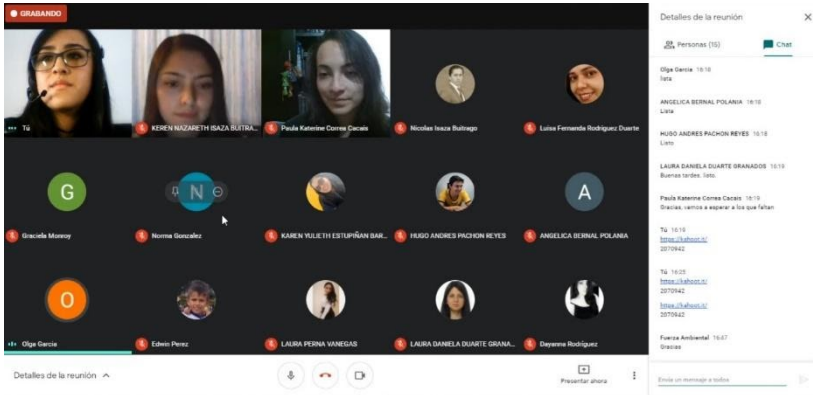 GRABANDO
Tú
KEREN NAZARETH ISAZA BUITRA...
Paula Katerine Correa Cacais
Nicolas Isaza Buitrago
Luisa Fernanda Rodriguez Duarte
G
N
A
Graciela Monroy
Norma Gonzalez
KAREN YULIETH ESTUPIÑAN BAR...
HUGO ANDRES PACHON REYES
ANGELICA BERNAL POLANIA
O
Olga Garcia
Edwin Perez
LAURA PERNA VANEGAS
LAURA DANIELA DUARTE GRANA...
Dayanna Rodriguez
Detalles de la reunión
Presentar ahora
Detalles de la reunión
Personas (15)
Chat
Olga Garcia 16:18
lista
ANGELICA BERNAL POLANIA 16:18
Lista
HUGO ANDRES PACHON REYES 16:18
Listo
LAURA DANIELA DUARTE GRANADOS 16:18
Buenas tardes. listo.
Paula Katerine Correa Cacais 16:19
Gracias, vamos a esperar a los que faltan
Tú 16:19
https://kahoot.it/
2070942
Tú 16:25
https://kahoot.it/
2070942
https://kahoot.it/
2070942
Fuerza Ambiental 16:47
Gracias
Envía un mensaje a todos